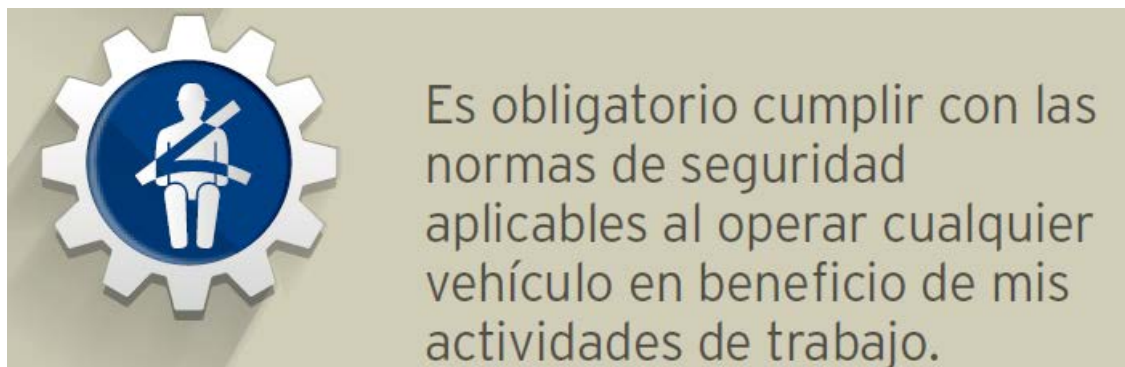 Es obligatorio cumplir con las
normas de seguridad
aplicables al operar cualquier
vehículo en beneficio de mis
actividades de trabajo.